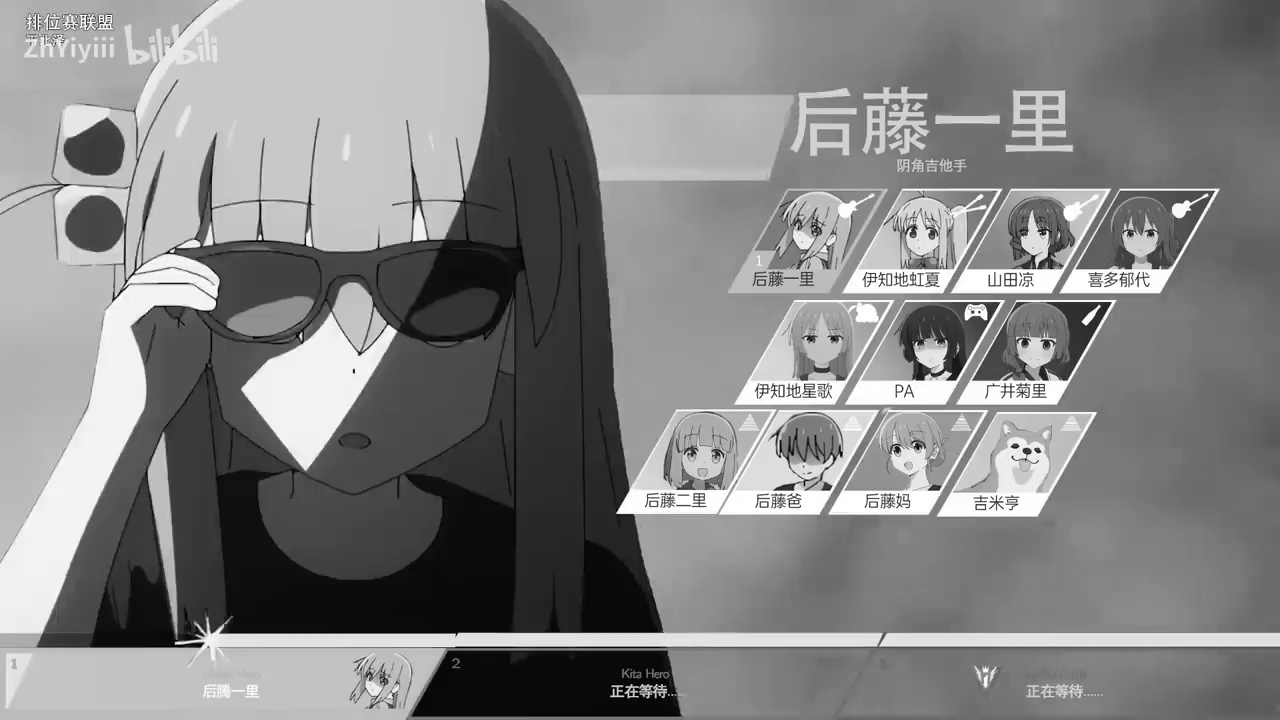 排位赛联盟
ZhYiyiii bilibili
后藤一里
阴角吉他手
1
后藤一里
伊知地虹夏
山田凉
喜多郁代
伊知地星歌
PA
广井菊里
后藤二里
后藤爸
后藤妈
吉米亨
1
后藤一里
2
Kita Hero
正在等待......
正在等待......